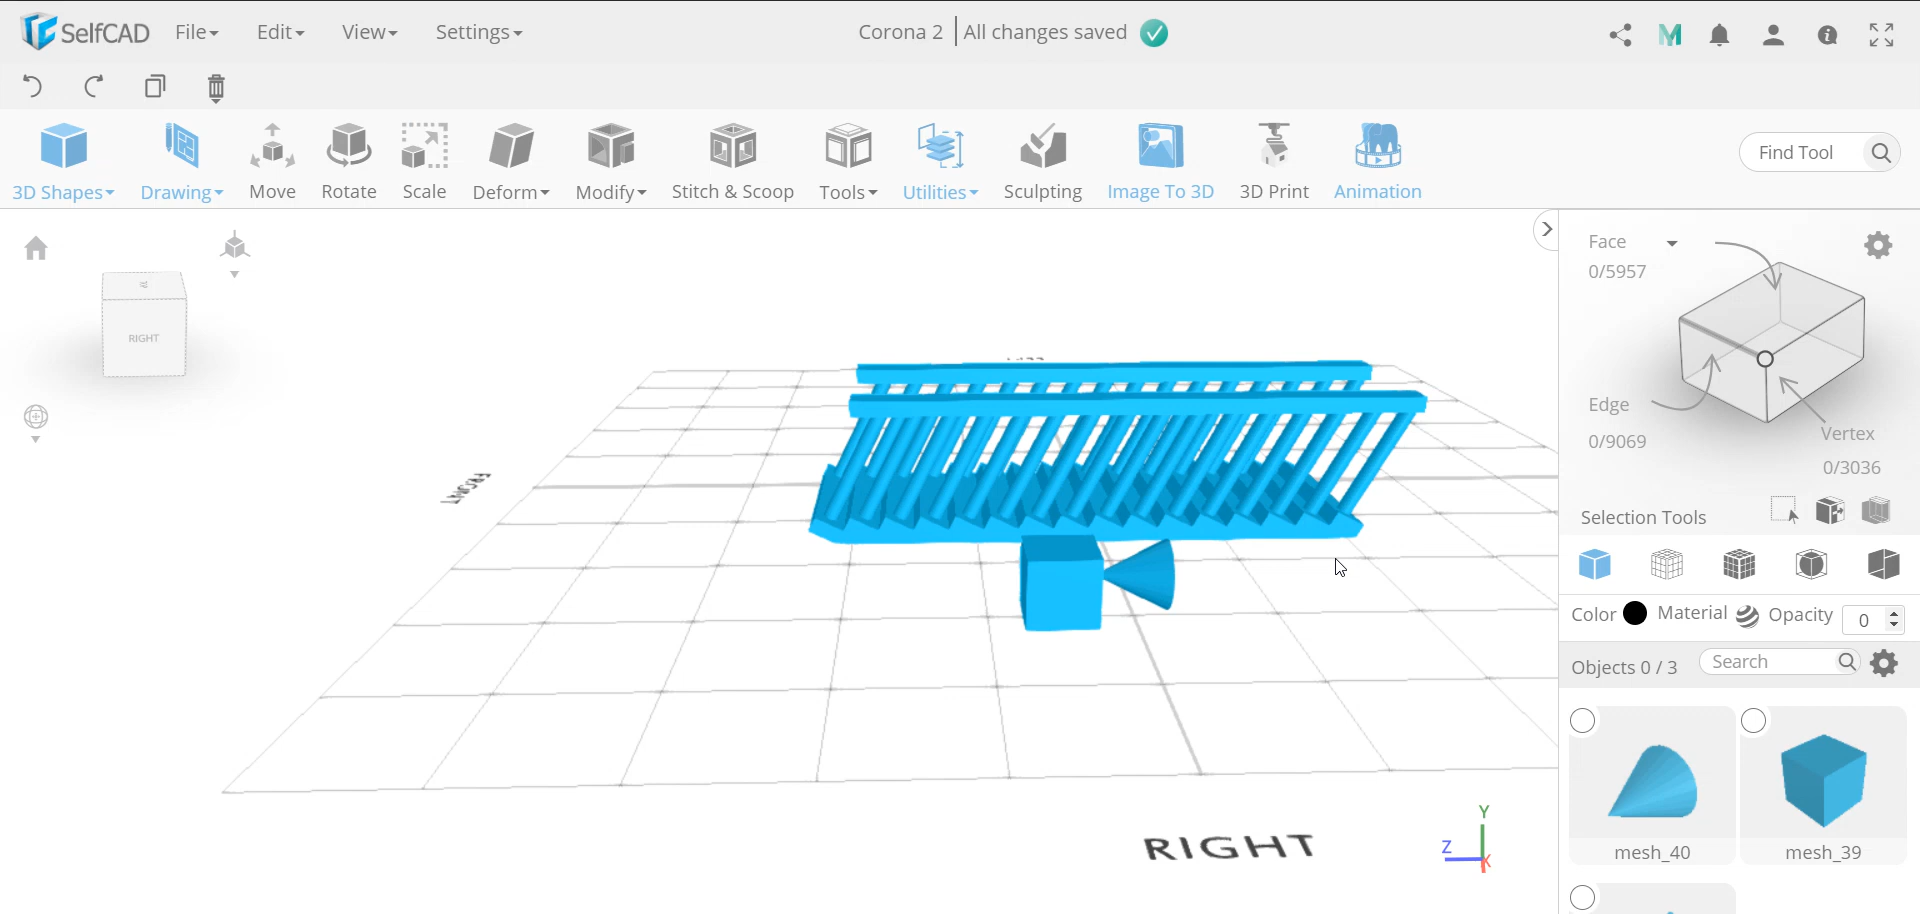 SelfCAD File Edit View Settings Corona 2 All changes saved
3D Shapes Drawing Move Rotate Scale Deform Modify Stitch & Scoop Tools Utilities Sculpting Image To 3D 3D Print Animation
Find Tool
RIGHT
FRONT
RIGHT
Y
Z
X
Face
0/5957
Edge
0/9069
Vertex
0/3036
Selection Tools
Color Material Opacity 0
Objects 0 / 3 Search
mesh_40 mesh_39